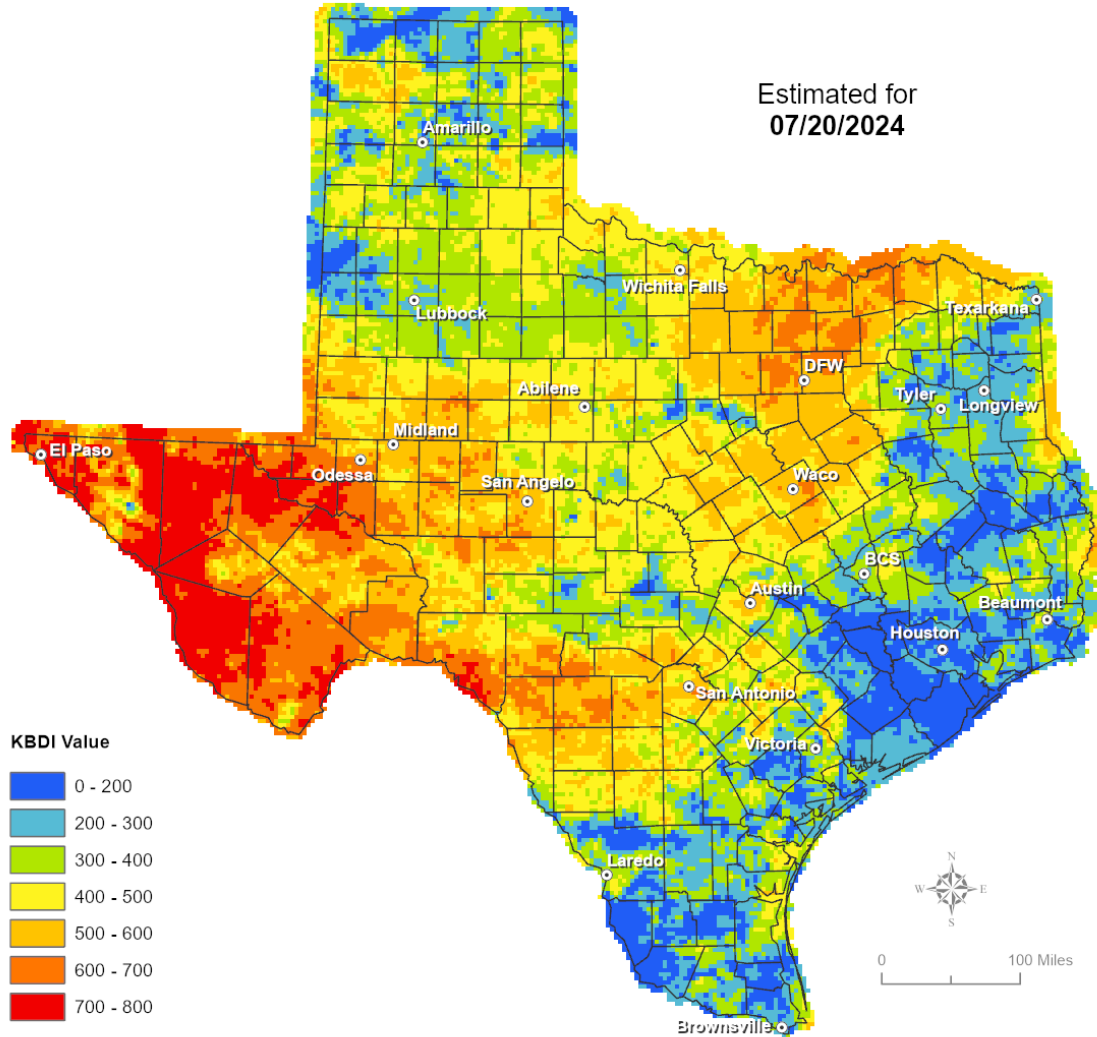 Estimated for
07/20/2024
Amarillo
Wichita Falls
Lubbock
Texarkana
DFW
Abilene
Tyler
Longview
Midland
El Paso
Odessa
San Angelo
Waco
BCS
Austin
Beaumont
Houston
San Antonio
Victoria
KBDI Value
0 - 200
200 - 300
300 - 400
400 - 500
500 - 600
600 - 700
700 - 800
Laredo
N
W E
S
0 100 Miles
Brownsville